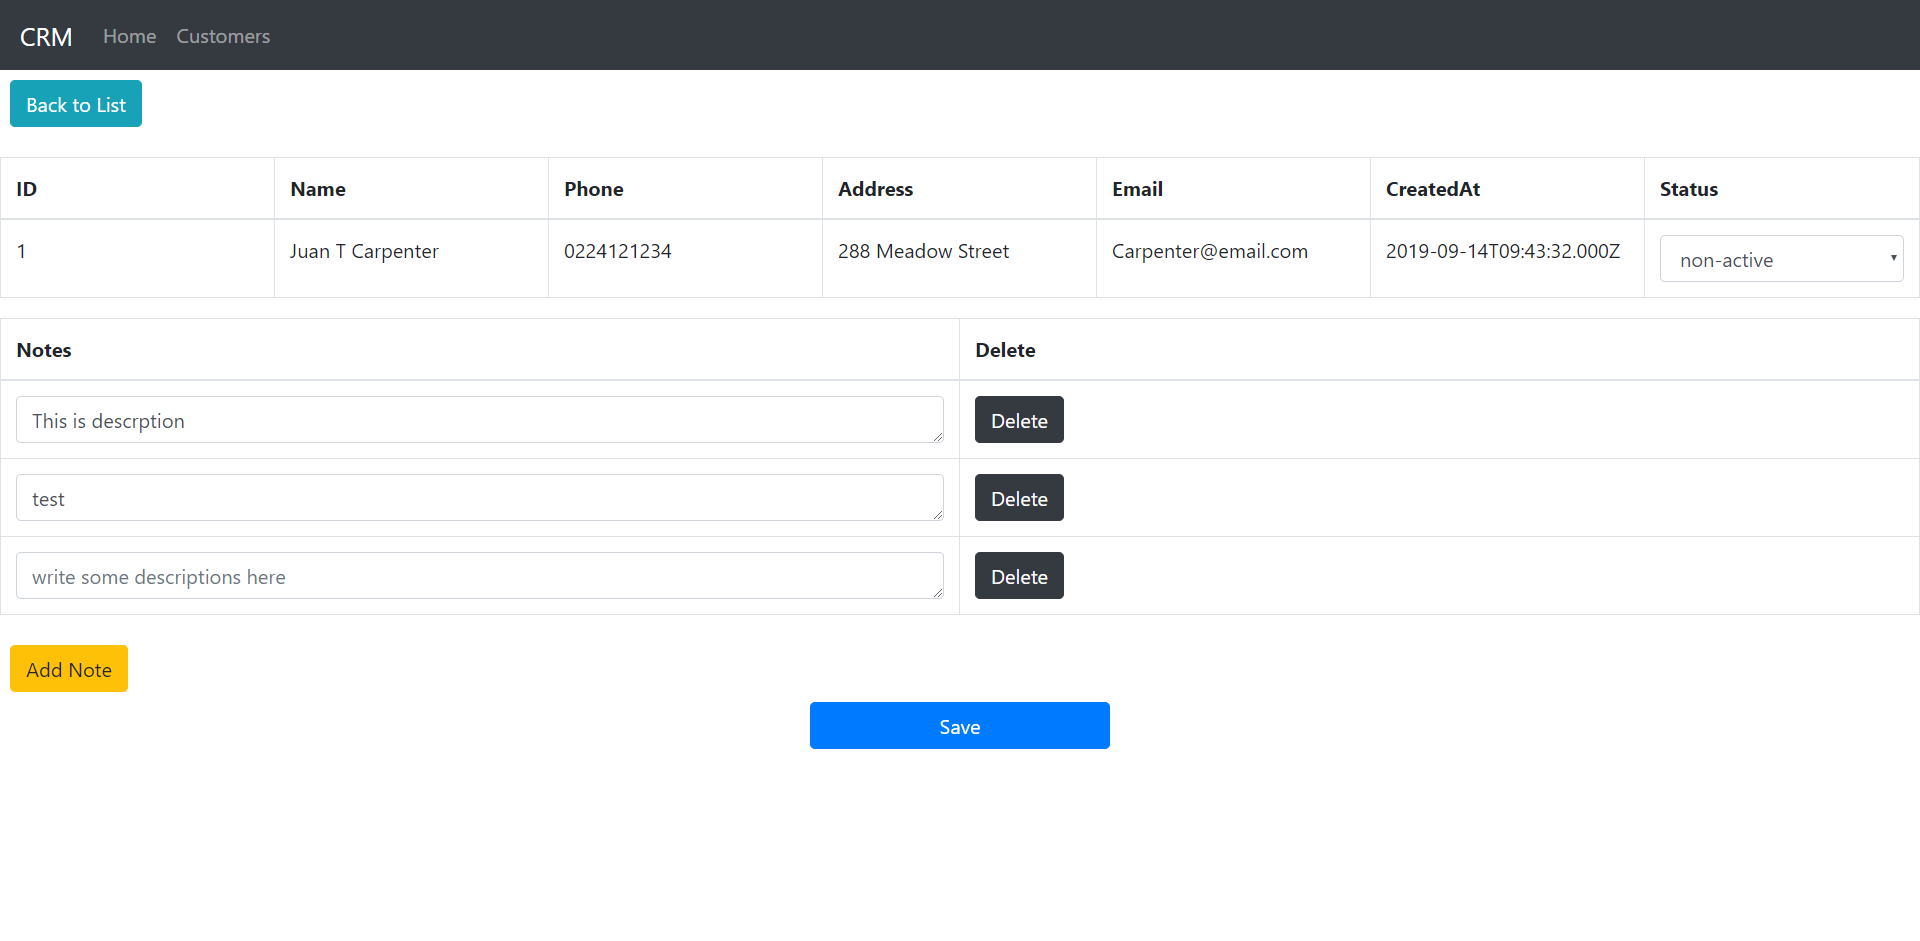 CRM Home Customers
Back to List
ID Name Phone Address Email CreatedAt Status
1 Juan T Carpenter 0224121234 288 Meadow Street Carpenter@email.com 2019-09-14T09:43:32.000Z non-active
Notes Delete
This is descrption Delete
test Delete
write some descriptions here Delete
Add Note
Save